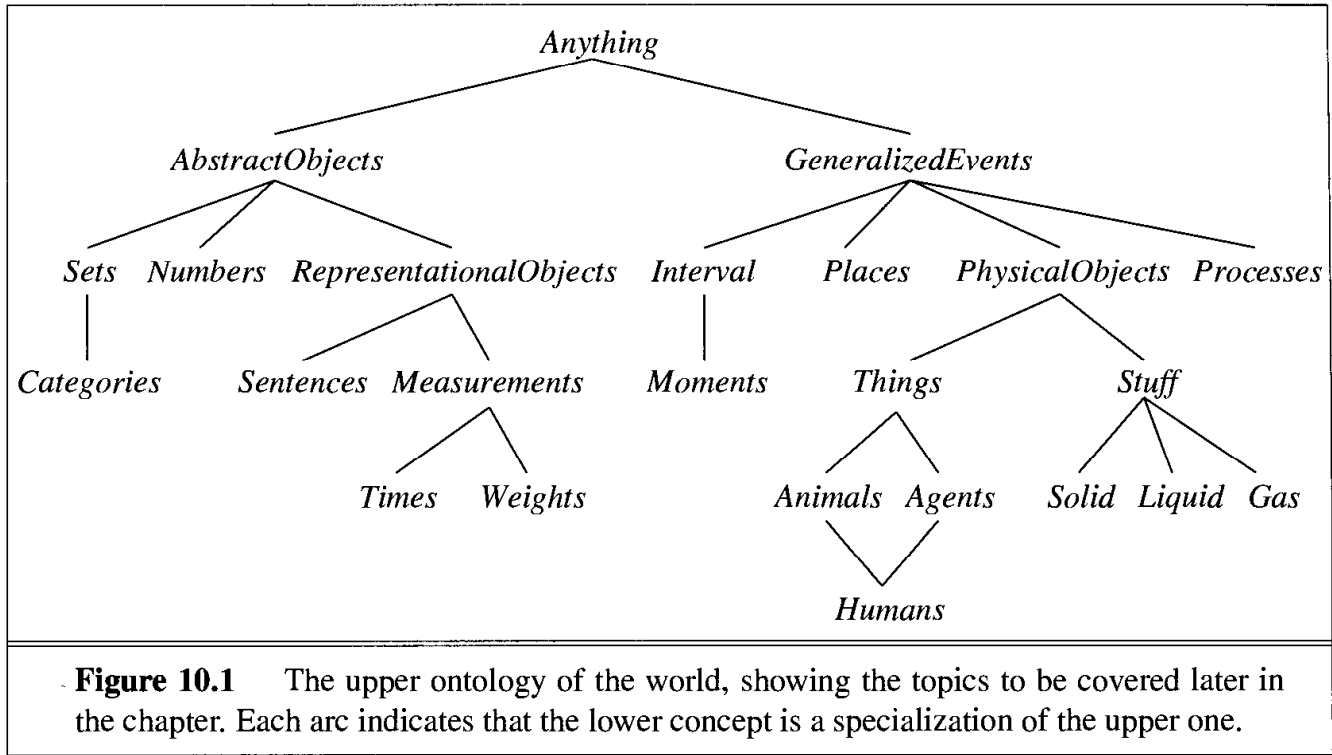 Anything
AbstractObjects GeneralizedEvents
Sets Numbers RepresentationalObjects Interval Places PhysicalObjects Processes
Categories Sentences Measurements Moments Things Stuff
Times Weights Animals Agents Solid Liquid Gas
Humans
Figure 10.1 The upper ontology of the world, showing the topics to be covered later in
the chapter. Each arc indicates that the lower concept is a specialization of the upper one.